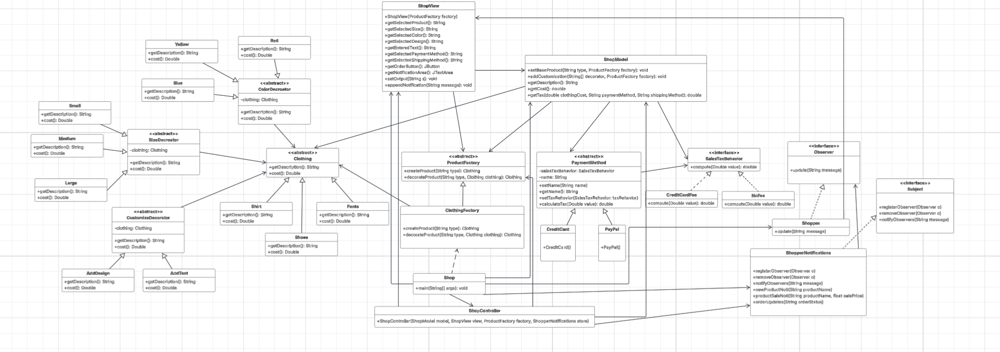 ShopView
+ShopView(ProductFactory factory)
+getSelectedProduct(): String
+getSelectedSize(): String
+getSelectedColor(): String
+getSelectedDesign(): String
+getEnteredText(): String
+getSelectedPaymentMethod(): String
+getSelectedShippingMethod(): String
+getOrderButton(): JButton
+getNotificationArea(): JTextArea
+setOutput(String s): void
+appendNotification(String message): void
Yellow
+getDescription(): String
+cost(): Double
Red
+getDescription(): String
+cost(): Double
Blue
+getDescription(): String
+cost(): Double
<<abstract>>
ColorDecroator
-clothing: Clothing
+getDescription(): String
+cost(): Double
ShopModel
+setBaseProduct(String type, ProductFactory factory): void
+addCustomization(String[] decorator, ProductFactory factory): void
+getDescription(): String
+getCost(): double
+getTax(double clothingCost, String paymentMethod, String shippingMethod): double
Small
+getDescription(): String
+cost(): Double
Medium
+getDescription(): String
+cost(): Double
Large
+getDescription(): String
+cost(): Double
<<abstract>>
SizeDecroator
-clothing: Clothing
+getDescription(): String
+cost(): Double
<<abstract>>
Clothing
+getDescription(): String
+cost(): Double
<<abstract>>
ProductFactory
+createProduct(String type): Clothing
+decorateProduct(String type, Clothing clothing): Clothing
<<abstract>>
PaymentMethod
-salesTaxBehavior: SalesTaxBehavior
-name: String
+setName(String name)
+getName(): String
+setTaxBehavior(SalesTaxBehavior: taxBehavior)
+calculateTax(Double value): double
<<interface>>
SalesTaxBehavior
+compute(Double value): double
<<interface>>
Observer
+update(String message)
<<interface>>
Subject
+registerObserver(Observer o)
+removeObserver(Observer o)
+notifyObservers(String message)
CreditCardFee
+compute(Double value): double
NoFee
+compute(Double value): double
<<abstract>>
CustomizeDecorator
-clothing: Clothing
+getDescription(): String
+cost(): Double
Shirt
+getDescription(): String
+cost(): Double
Pants
+getDescription(): String
+cost(): Double
Shoes
+getDescription(): String
+cost(): Double
ClothingFactory
+createProduct(String type): Clothing
+decorateProduct(String type, Clothing clothing): Clothing
CreditCard
+CreditCard()
PayPal
+PayPal()
Shopper
+update(String message)
ShopperNotifications
+registerObserver(Observer o)
+removeObserver(Observer o)
+notifyObservers(String message)
+newProductNoti(String productName)
+productSaleNoti(String productName, float salePrice)
+orderUpdates(String orderStatus)
AddDesign
+getDescription(): String
+cost(): Double
AddText
+getDescription(): String
+cost(): Double
Shop
+main(String[] args): void
ShopController
+ShopController(ShopModel model, ShopView view, ProductFactory factory, ShopperNotifications store)